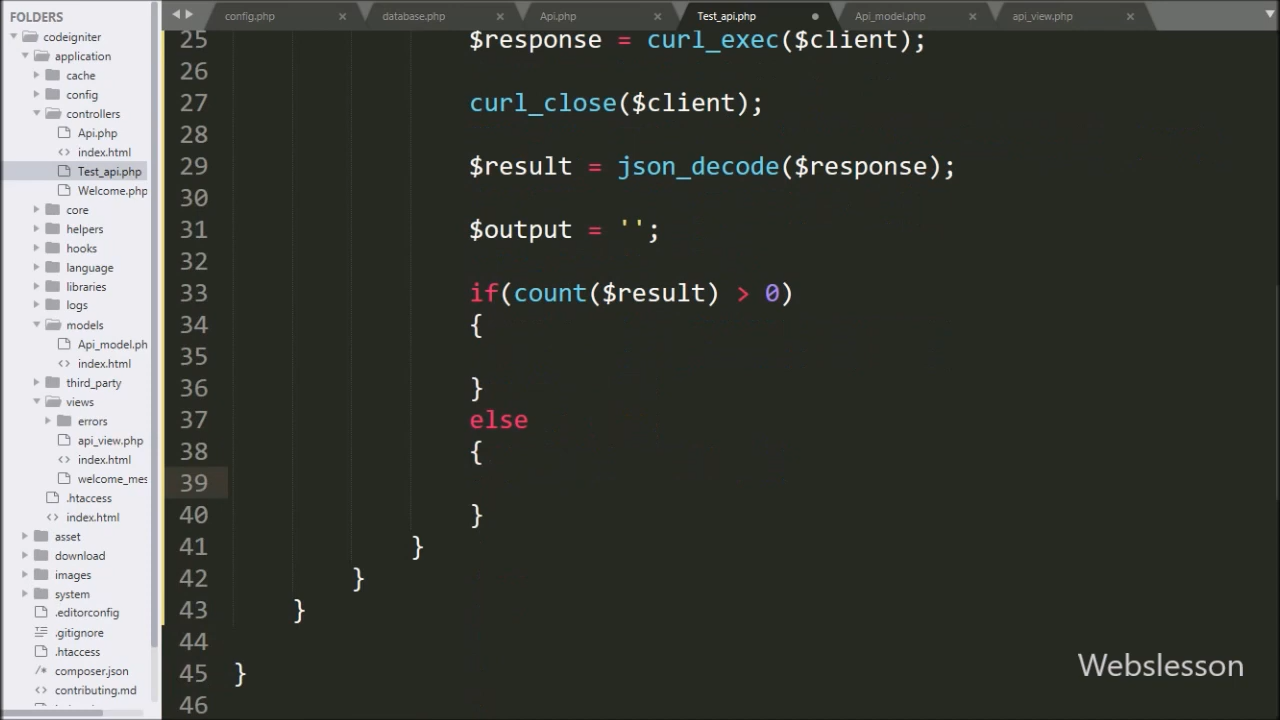 FOLDERS
codeigniter
application
cache
config
controllers
Api.php
index.html
Test_api.php
Welcome.php
core
helpers
hooks
language
libraries
logs
models
Api_model.ph
index.html
third_party
views
errors
api_view.php
index.html
welcome_mes
.htaccess
index.html
asset
download
images
system
.editorconfig
.gitignore
.htaccess
composer.json
contributing.md
config.php
database.php
Api.php
Test_api.php
Api_model.php
api_view.php
25 $response = curl_exec($client);
26
27 curl_close($client);
28
29 $result = json_decode($response);
30
31 $output = '';
32
33 if(count($result) > 0)
34 {
35
36 }
37 else
38 {
39
40 }
41 }
42 }
43 }
44
45 }
46
Webslesson